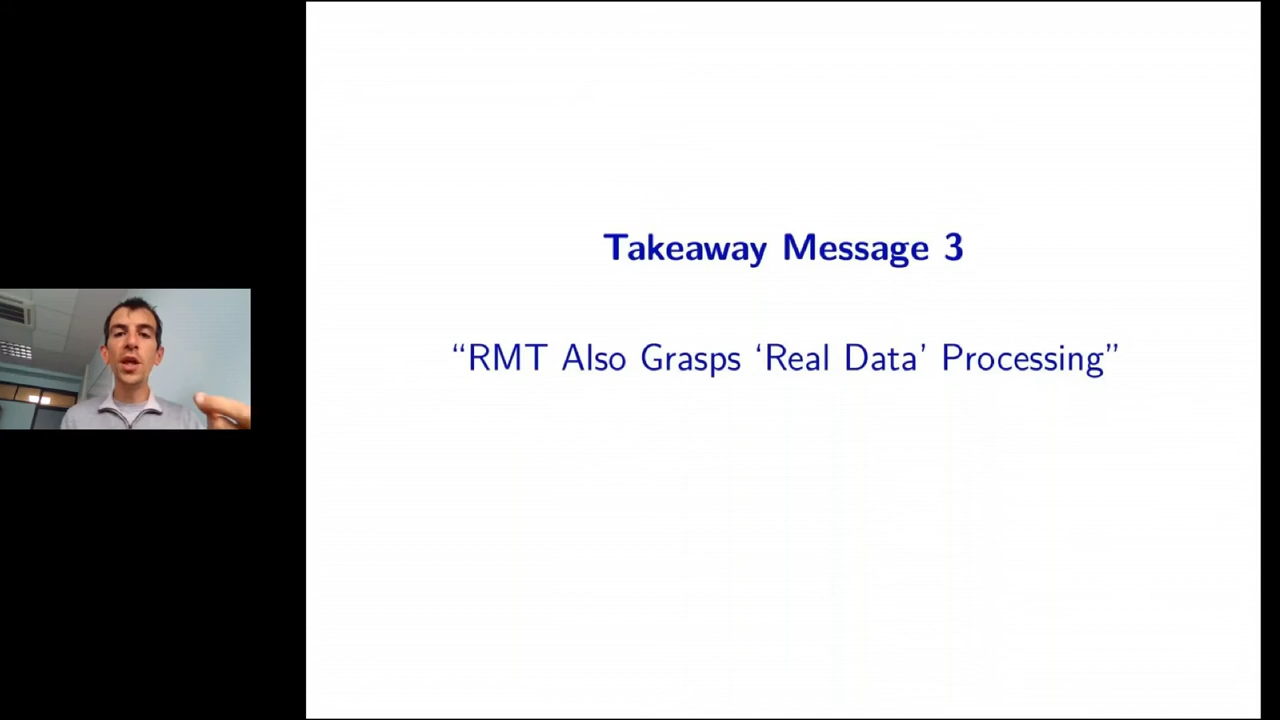 Takeaway Message 3
“RMT Also Grasps ‘Real Data’ Processing”